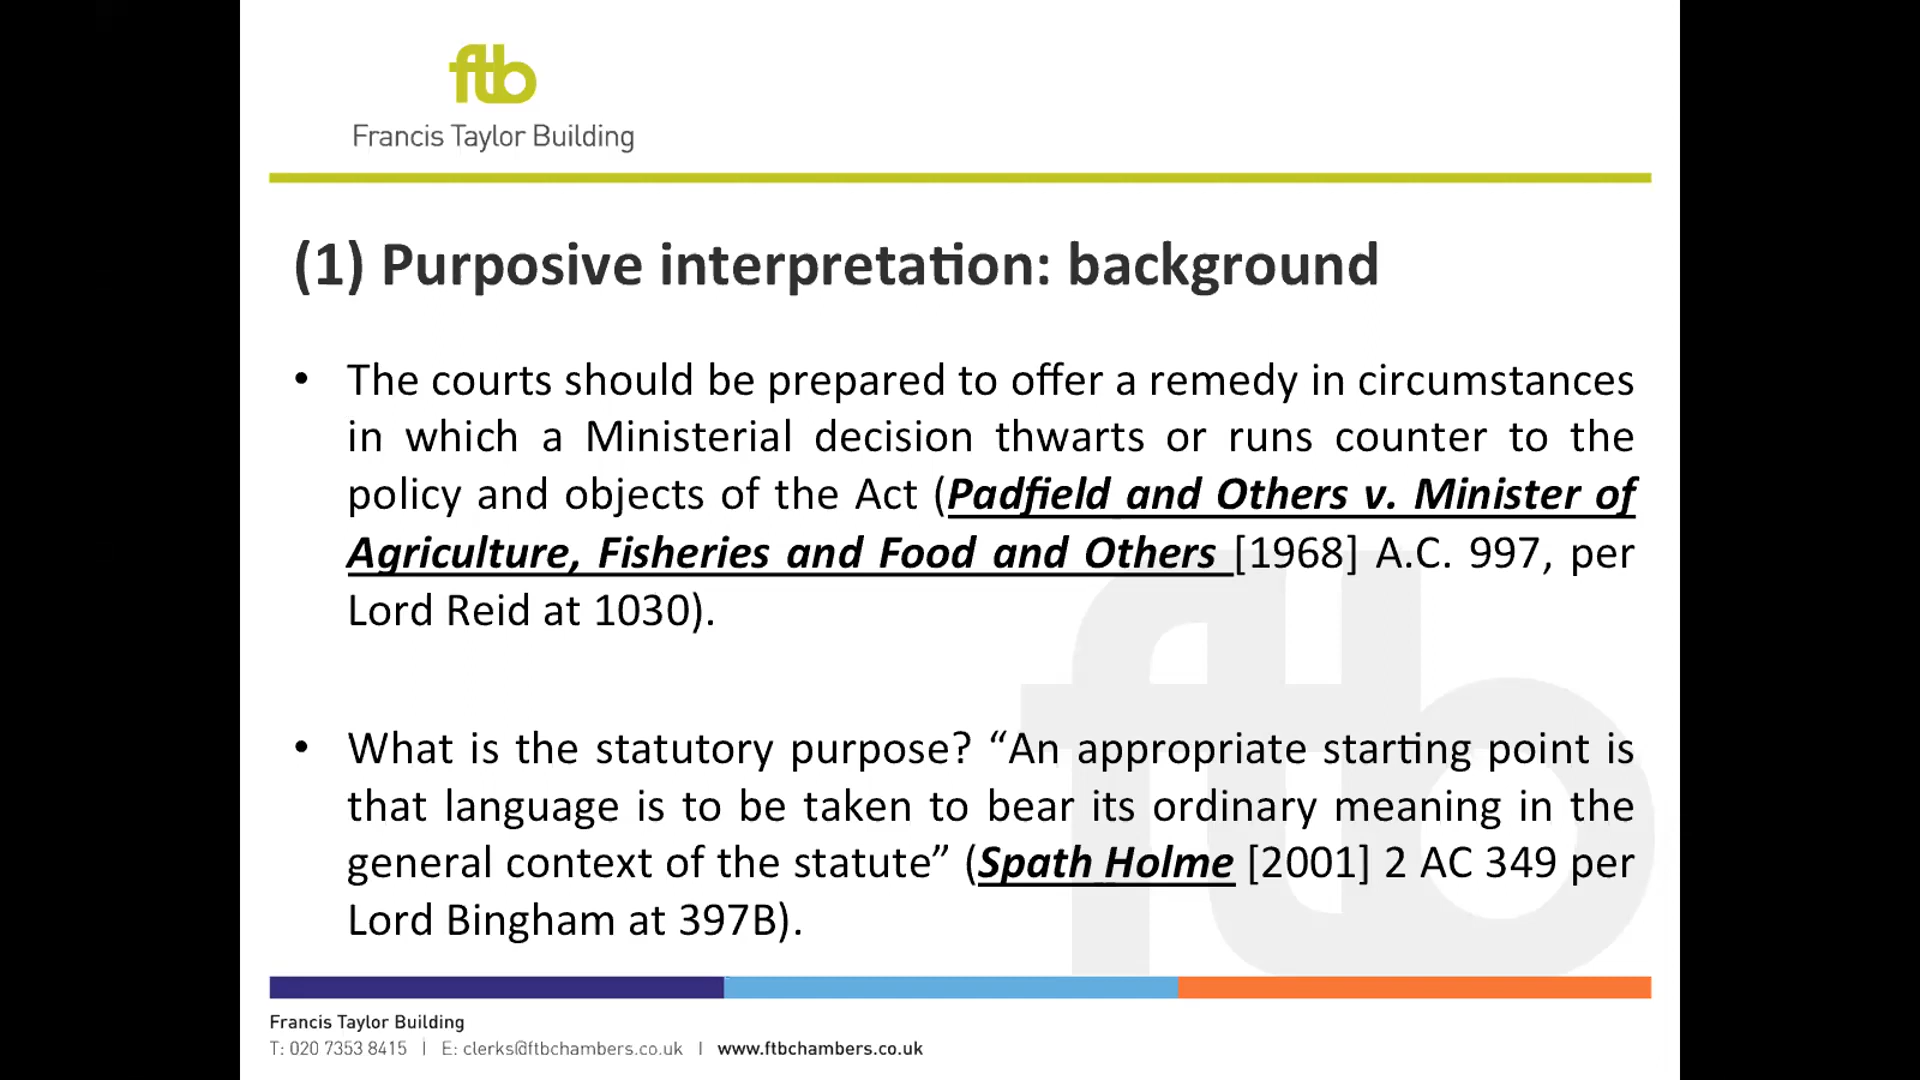 ftb
Francis Taylor Building
(1) Purposive interpretation: background
• The courts should be prepared to offer a remedy in circumstances
in which a Ministerial decision thwarts or runs counter to the
policy and objects of the Act (Padfield and Others v. Minister of
Agriculture, Fisheries and Food and Others [1968] A.C. 997, per
Lord Reid at 1030).
• What is the statutory purpose? “An appropriate starting point is
that language is to be taken to bear its ordinary meaning in the
general context of the statute” (Spath Holme [2001] 2 AC 349 per
Lord Bingham at 397B).
ftb
Francis Taylor Building
T: 020 7353 8415 | E: clerks@ftbchambers.co.uk | www.ftbchambers.co.uk